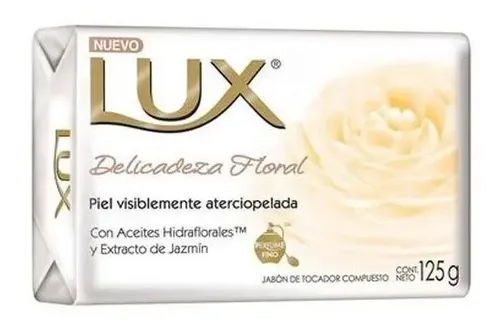 NUEVO
LUX®
Delicadeza Floral
Piel visiblemente aterciopelada
Con Aceites Hidraflorales™
y Extracto de Jazmín
PERFUME
FINO
JABÓN DE TOCADOR COMPUESTO
CONT.
NETO 125g
LUX